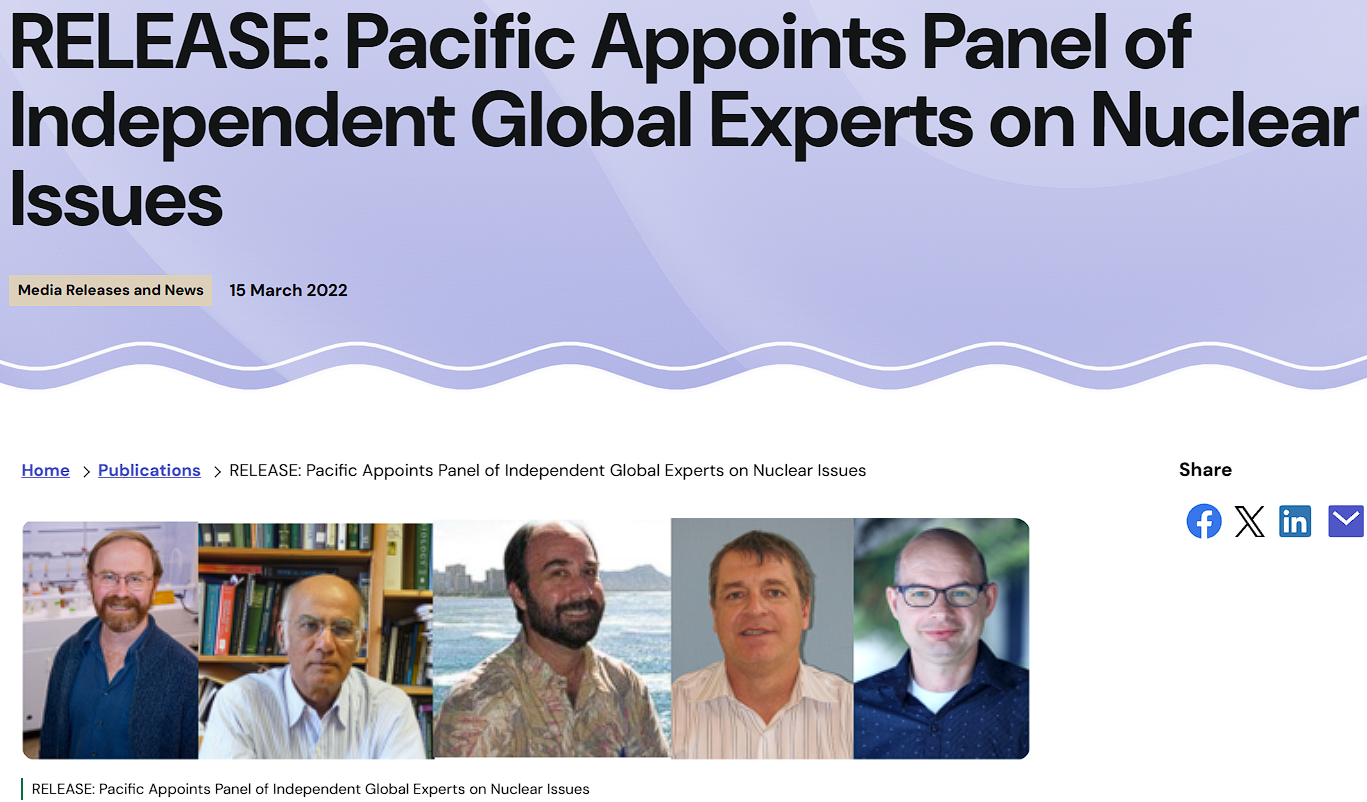 RELEASE: Pacific Appoints Panel of
Independent Global Experts on Nuclear
Issues
Media Releases and News
15 March 2022
Home > Publications > RELEASE: Pacific Appoints Panel of Independent Global Experts on Nuclear Issues
Share
RELEASE: Pacific Appoints Panel of Independent Global Experts on Nuclear Issues